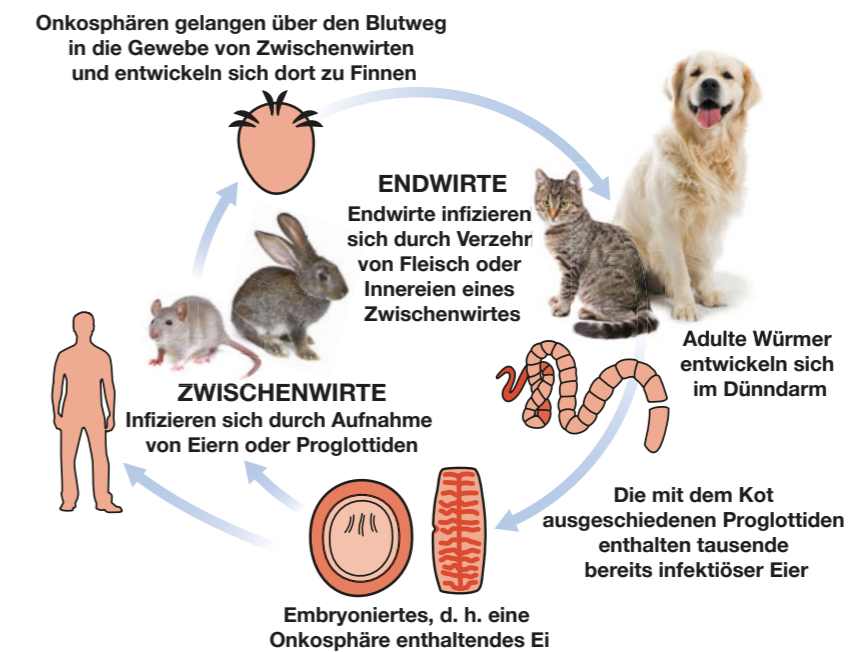 Onkosphären gelangen über den Blutweg
in die Gewebe von Zwischenwirten
und entwickeln sich dort zu Finnen
ENDWIRTE
Endwirte infizieren
sich durch Verzehr
von Fleisch oder
Innereien eines
Zwischenwirtes
Adulte Würmer
entwickeln sich
im Dünndarm
ZWISCHENWIRTE
Infizieren sich durch Aufnahme
von Eiern oder Proglottiden
Die mit dem Kot
ausgeschiedenen Proglottiden
enthalten tausende
bereits infektiöser Eier
Embryoniertes, d. h. eine
Onkosphäre enthaltendes Ei